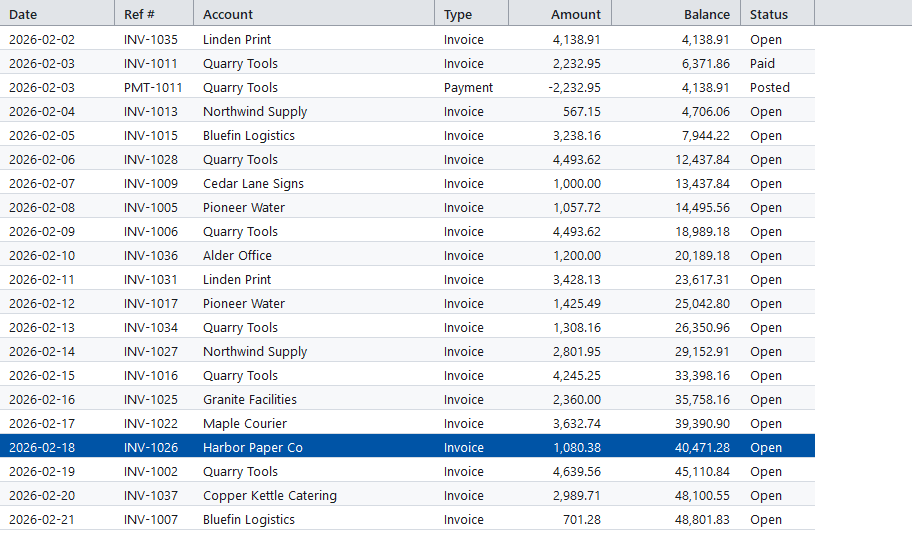 Date Ref # Account Type Amount Balance Status
2026-02-02 INV-1035 Linden Print Invoice 4,138.91 4,138.91 Open
2026-02-03 INV-1011 Quarry Tools Invoice 2,232.95 6,371.86 Paid
2026-02-03 PMT-1011 Quarry Tools Payment -2,232.95 4,138.91 Posted
2026-02-04 INV-1013 Northwind Supply Invoice 567.15 4,706.06 Open
2026-02-05 INV-1015 Bluefin Logistics Invoice 3,238.16 7,944.22 Open
2026-02-06 INV-1028 Quarry Tools Invoice 4,493.62 12,437.84 Open
2026-02-07 INV-1009 Cedar Lane Signs Invoice 1,000.00 13,437.84 Open
2026-02-08 INV-1005 Pioneer Water Invoice 1,057.72 14,495.56 Open
2026-02-09 INV-1006 Quarry Tools Invoice 4,493.62 18,989.18 Open
2026-02-10 INV-1036 Alder Office Invoice 1,200.00 20,189.18 Open
2026-02-11 INV-1031 Linden Print Invoice 3,428.13 23,617.31 Open
2026-02-12 INV-1017 Pioneer Water Invoice 1,425.49 25,042.80 Open
2026-02-13 INV-1034 Quarry Tools Invoice 1,308.16 26,350.96 Open
2026-02-14 INV-1027 Northwind Supply Invoice 2,801.95 29,152.91 Open
2026-02-15 INV-1016 Quarry Tools Invoice 4,245.25 33,398.16 Open
2026-02-16 INV-1025 Granite Facilities Invoice 2,360.00 35,758.16 Open
2026-02-17 INV-1022 Maple Courier Invoice 3,632.74 39,390.90 Open
2026-02-18 INV-1026 Harbor Paper Co Invoice 1,080.38 40,471.28 Open
2026-02-19 INV-1002 Quarry Tools Invoice 4,639.56 45,110.84 Open
2026-02-20 INV-1037 Copper Kettle Catering Invoice 2,989.71 48,100.55 Open
2026-02-21 INV-1007 Bluefin Logistics Invoice 701.28 48,801.83 Open